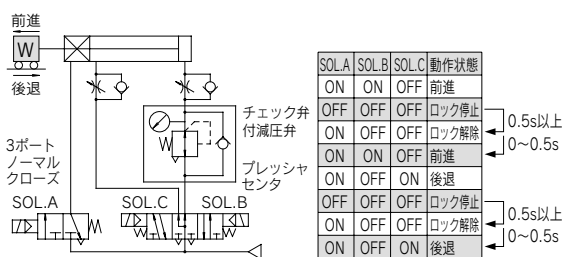 前進
W
後退
チェック弁
付減圧弁
プレッシャ
センタ
3ポート
ノーマル
クローズ
SOL.A
SOL.C
SOL.B
SOL.A SOL.B SOL.C 動作状態
ON ON OFF 前進
OFF OFF OFF ロック停止
ON OFF OFF ロック解除
ON ON OFF 前進
ON OFF ON 後退
OFF OFF OFF ロック停止
ON OFF OFF ロック解除
ON OFF ON 後退
0.5s以上
0〜0.5s
0.5s以上
0〜0.5s